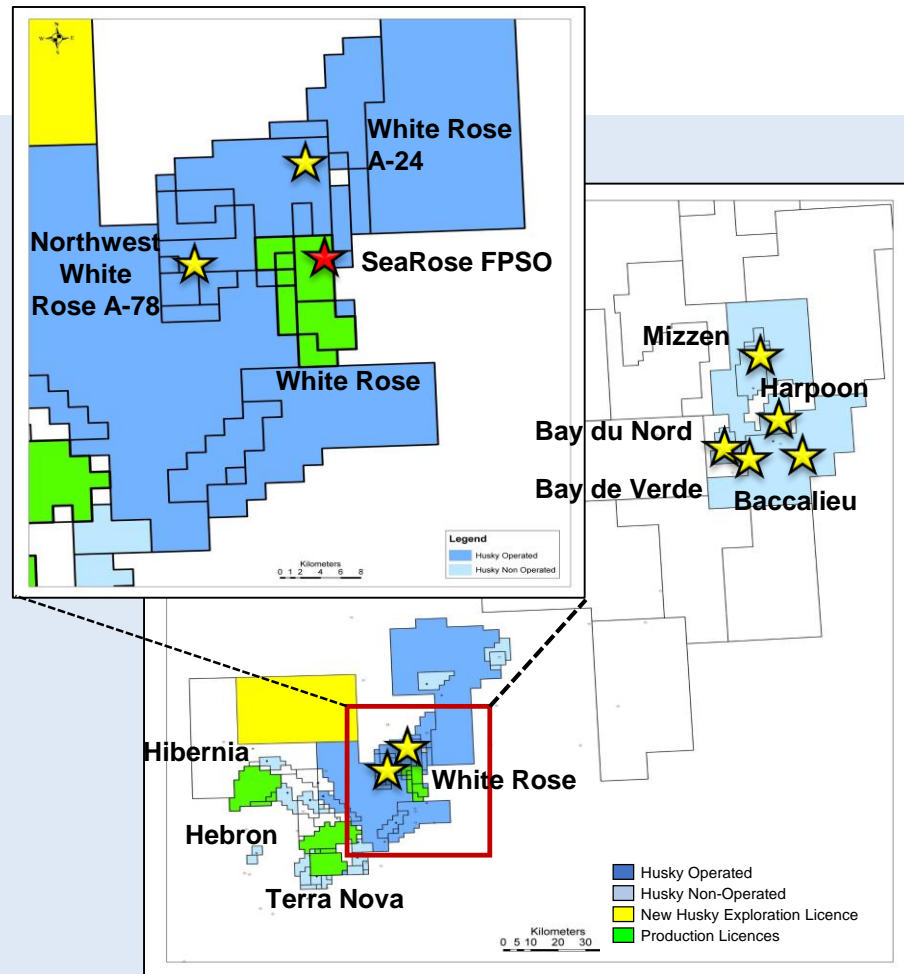 N
W
E
S
White Rose
A-24
Northwest
White
Rose A-78
SeaRose FPSO
White Rose
Legend
Husky Operated
Husky Non Operated
Kilometers
0 1 2 4 6 8
Mizzen
Harpoon
Bay du Nord
Bay de Verde
Baccalieu
Hibernia
White Rose
Hebron
Terra Nova
Husky Operated
Husky Non-Operated
New Husky Exploration Licence
Production Licences
Kilometers
0 5 10 20 30